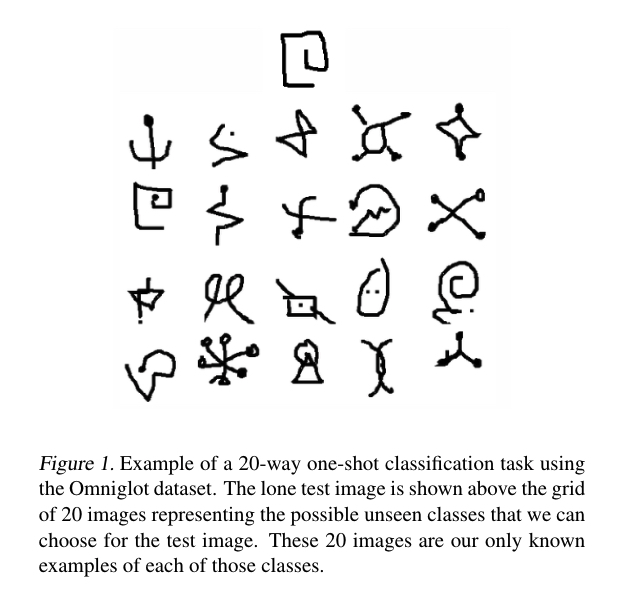 Figure 1. Example of a 20-way one-shot classification task using
the Omniglot dataset. The lone test image is shown above the grid
of 20 images representing the possible unseen classes that we can
choose for the test image. These 20 images are our only known
examples of each of those classes.